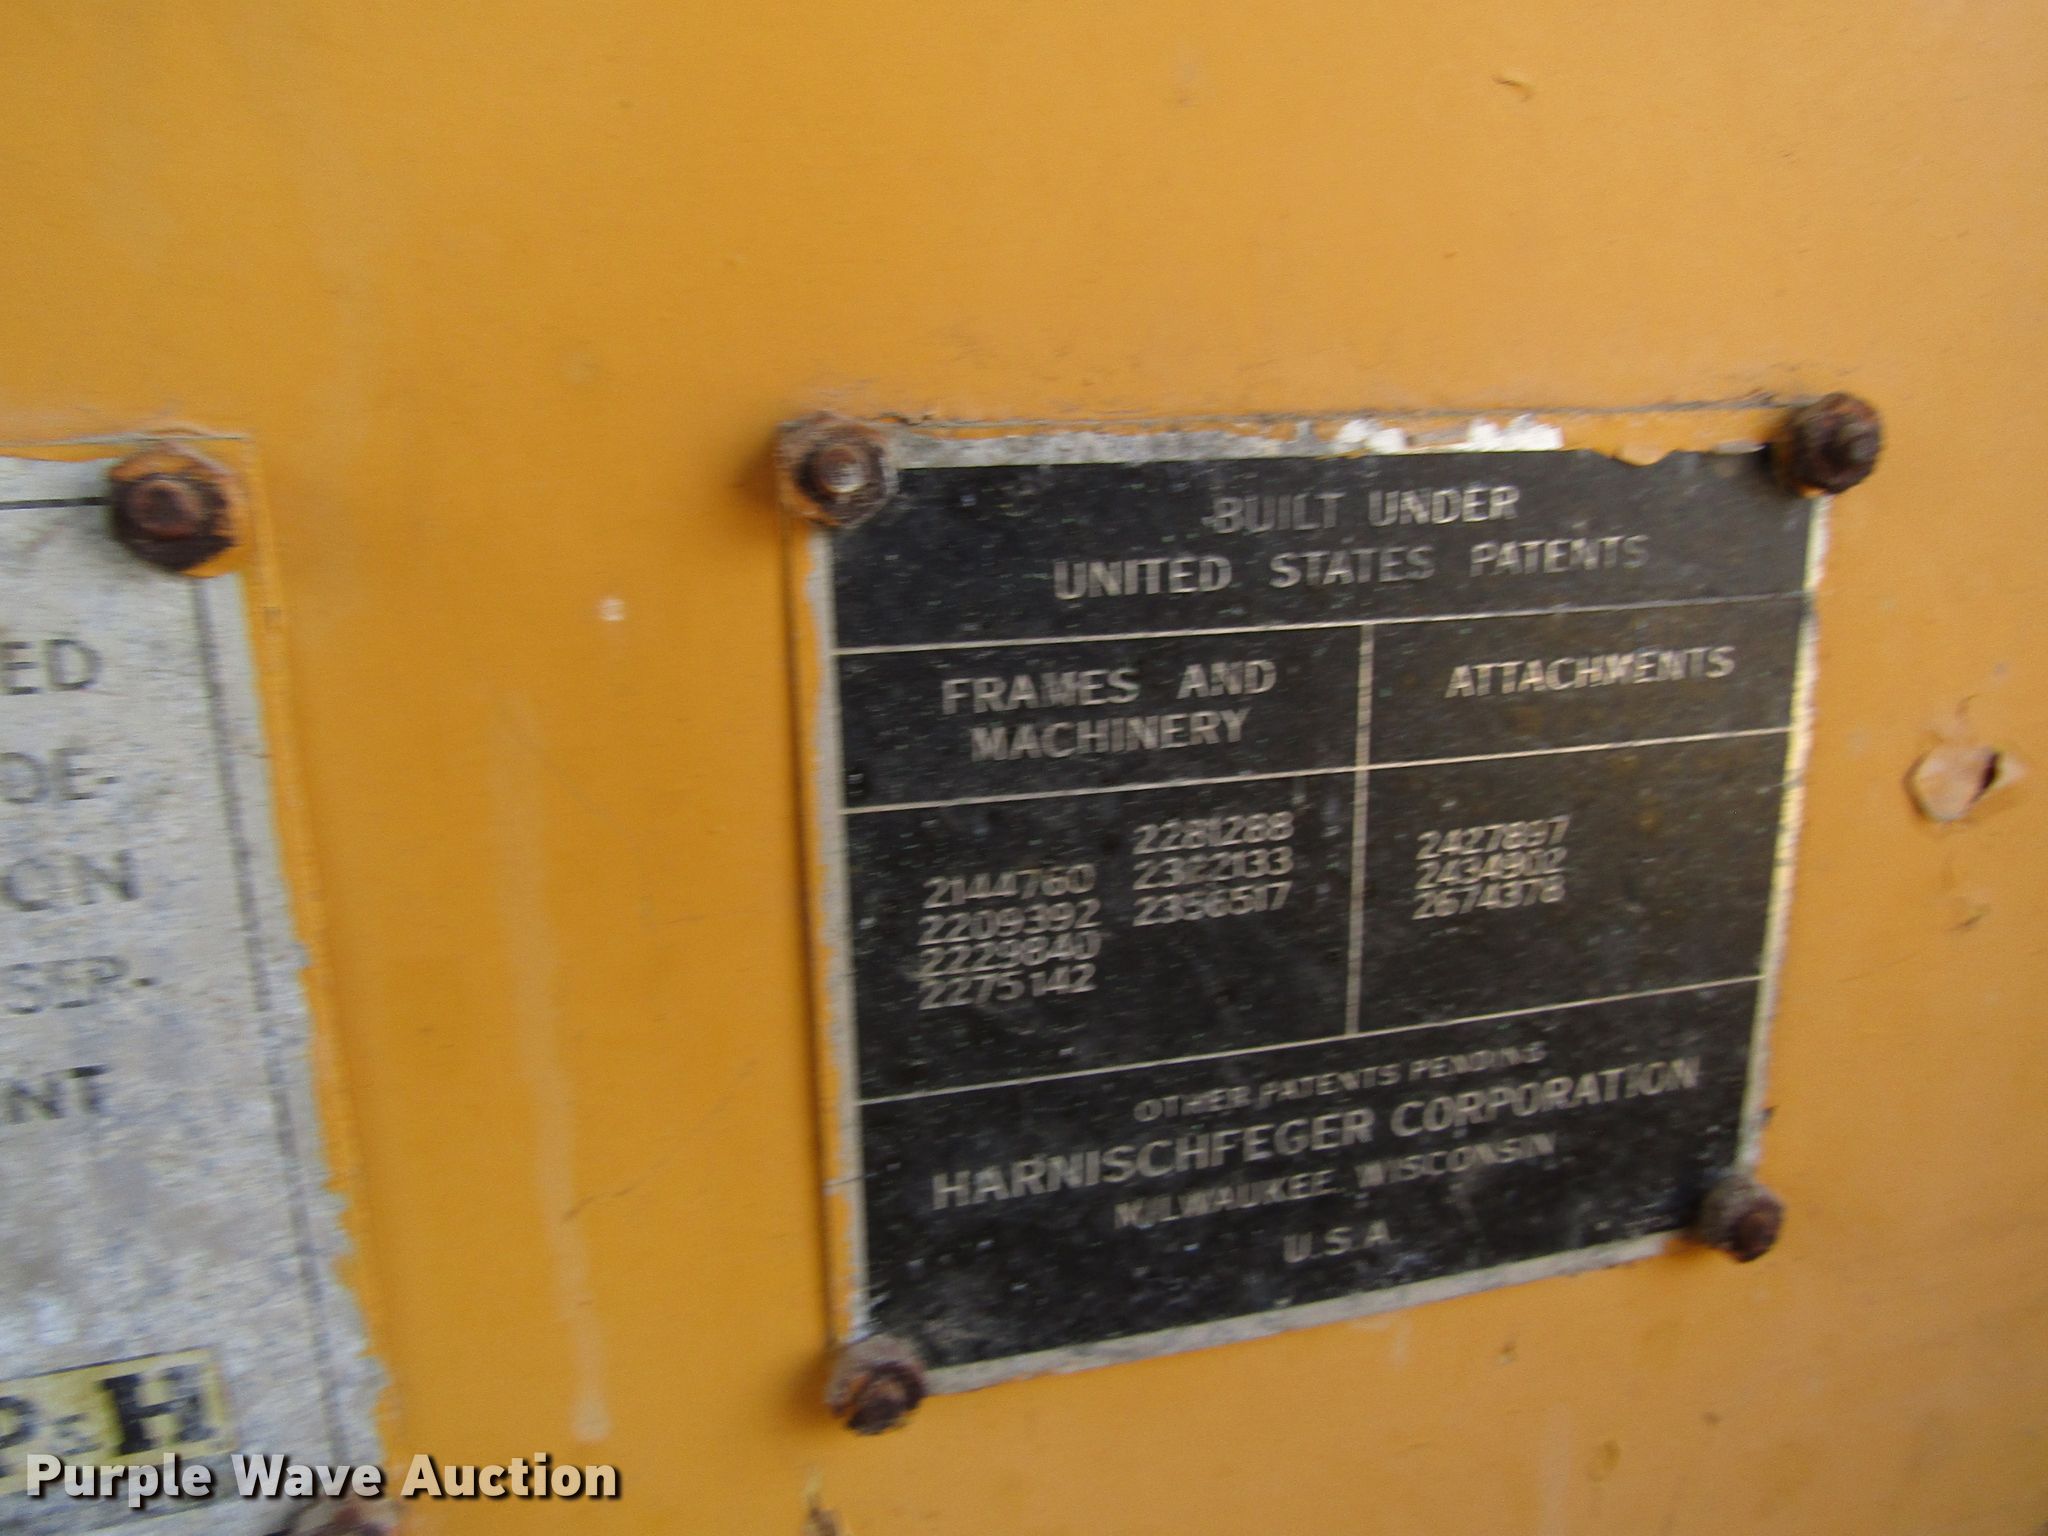 ED
DE-
ON
SEP.
NT
P&H
BUILT UNDER
UNITED STATES PATENTS
FRAMES AND
MACHINERY
ATTACHMENTS
2144760
2209392
2229840
2275142
2281288
2322133
2356517
2427897
2434902
2674378
OTHER PATENTS PENDING
HARNISCHFEGER CORPORATION
MILWAUKEE, WISCONSIN
U.S.A.
Purple Wave Auction